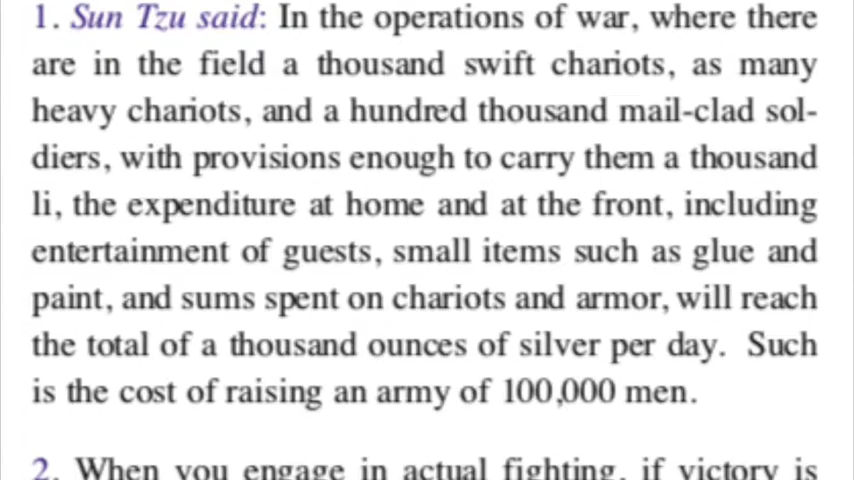 1. Sun Tzu said: In the operations of war, where there
are in the field a thousand swift chariots, as many
heavy chariots, and a hundred thousand mail-clad sol-
diers, with provisions enough to carry them a thousand
li, the expenditure at home and at the front, including
entertainment of guests, small items such as glue and
paint, and sums spent on chariots and armor, will reach
the total of a thousand ounces of silver per day. Such
is the cost of raising an army of 100,000 men.
2. When you engage in actual fighting, if victory is